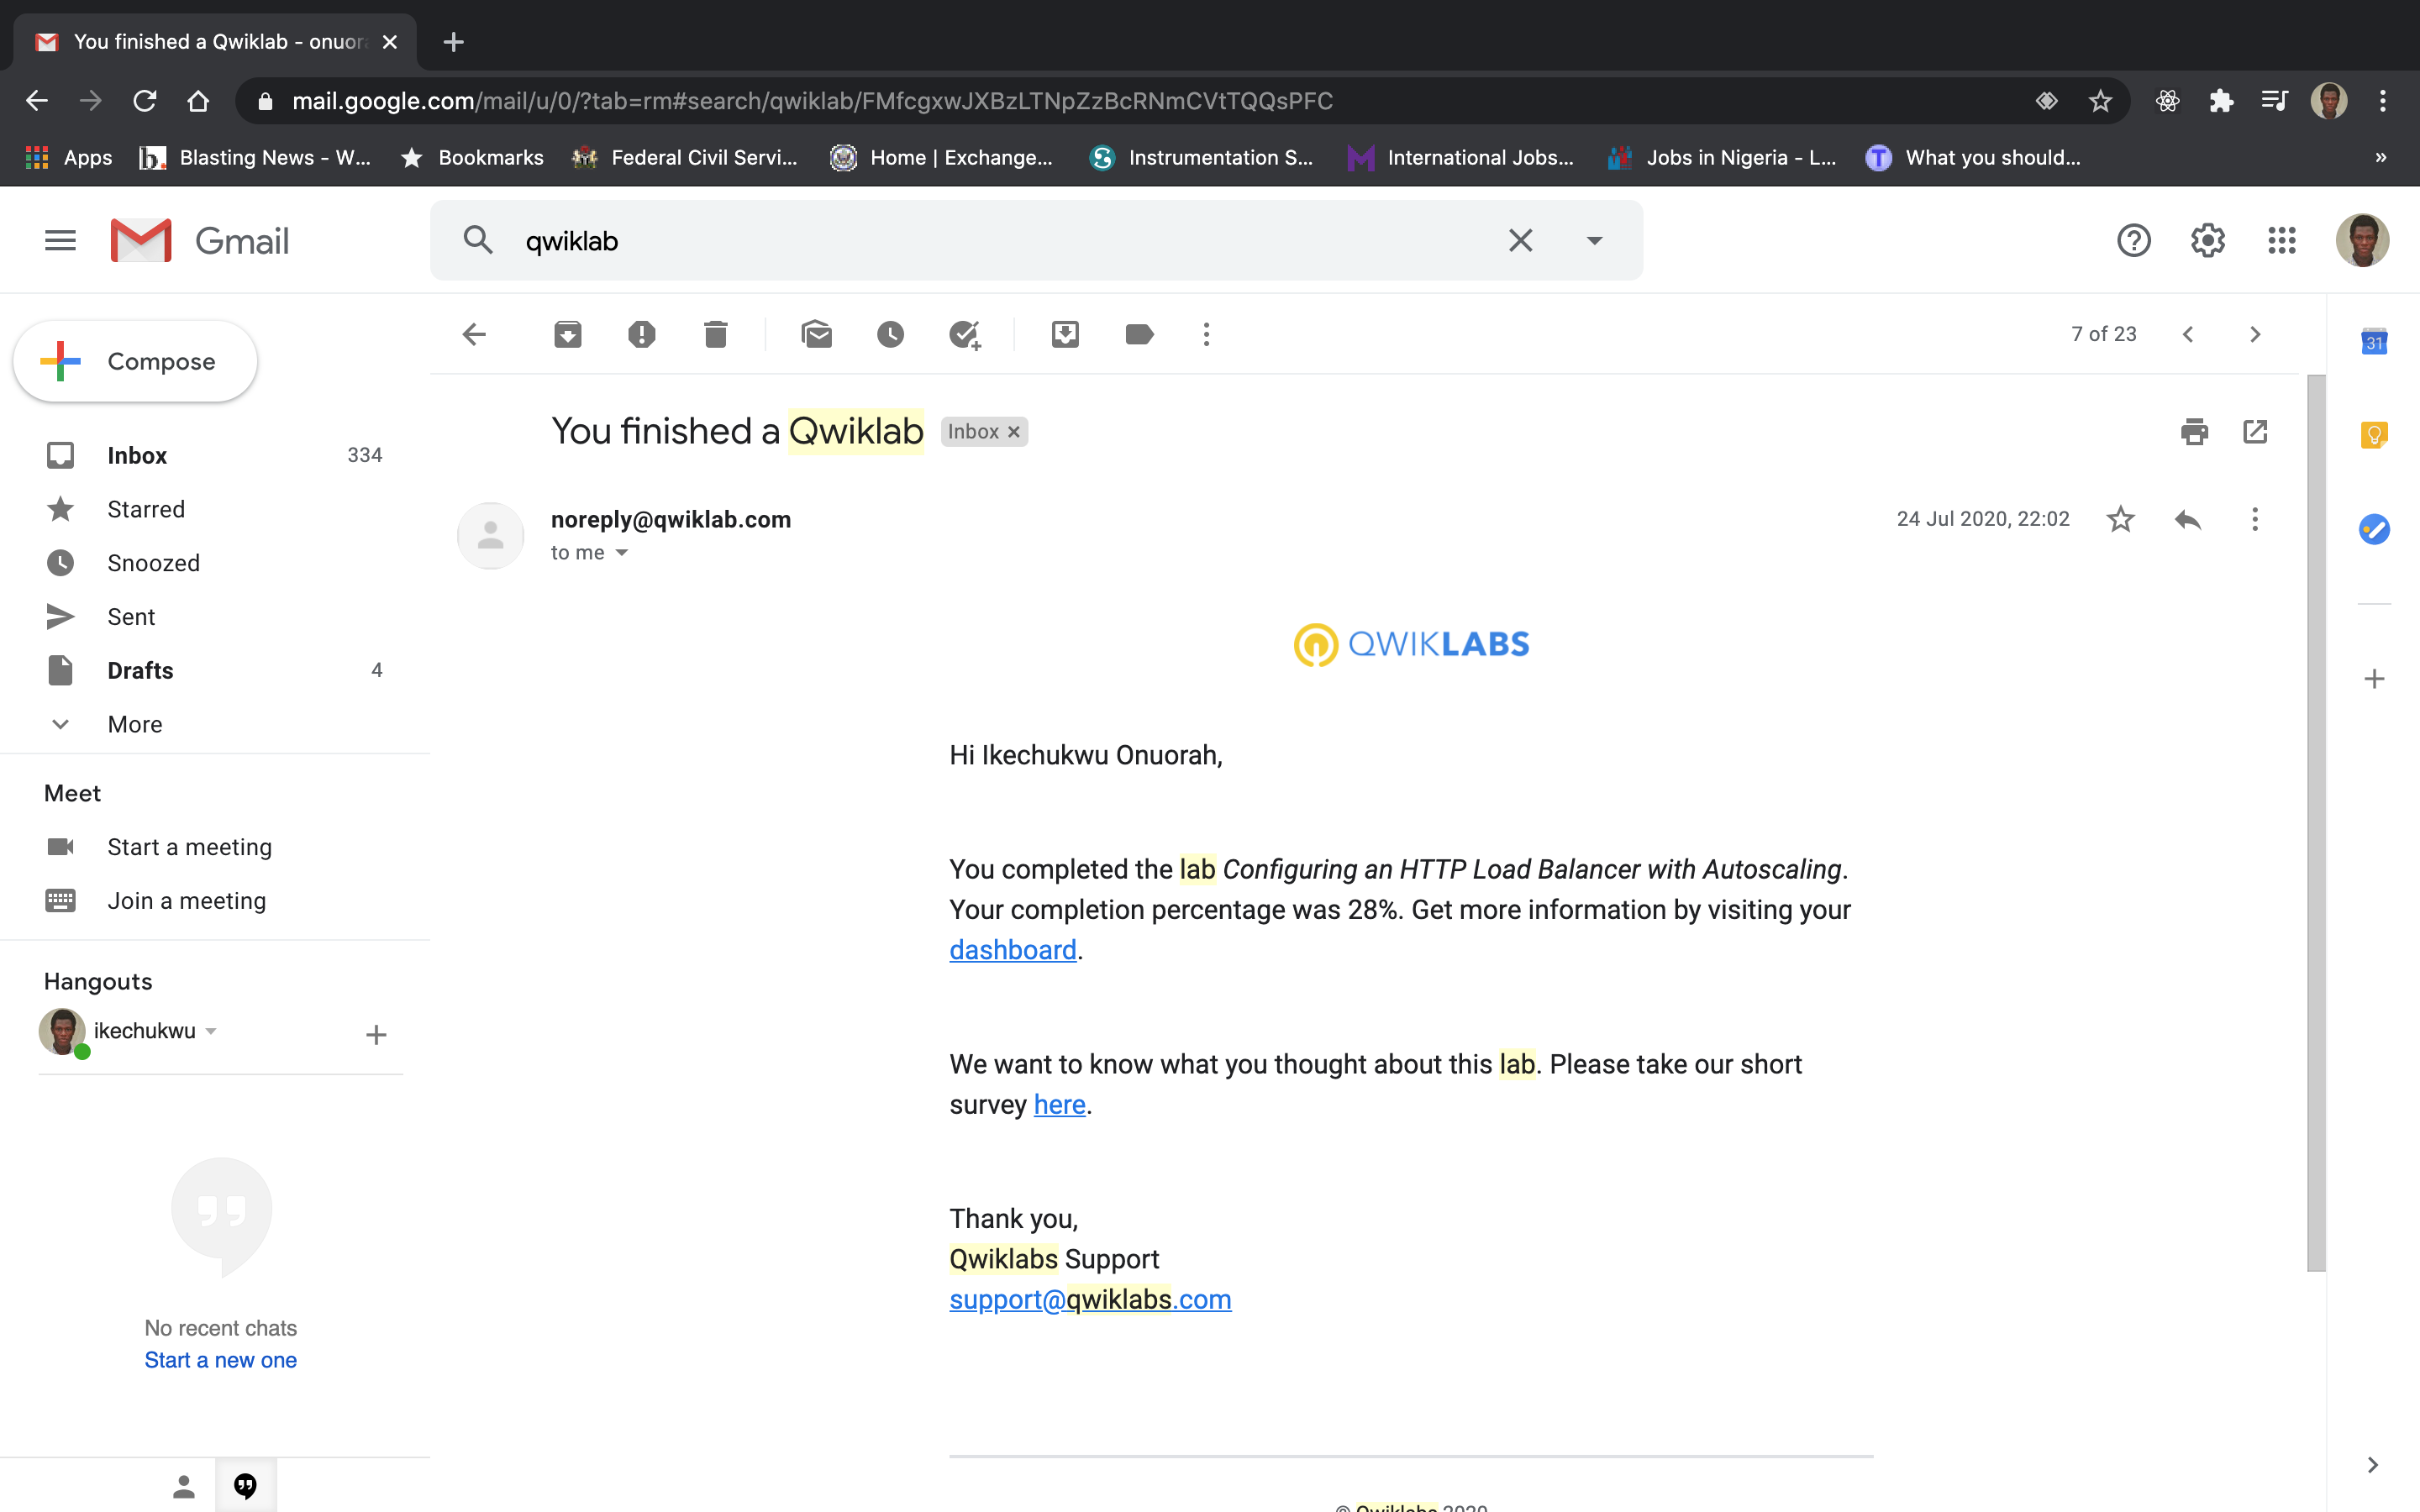 You finished a Qwiklab - onuor
mail.google.com/mail/u/0/?tab=rm#search/qwiklab/FMfcgxwJXBzLTNpZzBcRNmCVtTQQsPFC
Apps
b.
Blasting News - W...
Bookmarks
Federal Civil Servi...
Home | Exchange...
Instrumentation S...
International Jobs...
Jobs in Nigeria - L...
T
What you should...
»
Gmail
qwiklab
Compose
7 of 23
31
Inbox 334
Starred
Snoozed
Sent
Drafts 4
More
Meet
Start a meeting
Join a meeting
Hangouts
ikechukwu
No recent chats
Start a new one
You finished a Qwiklab
Inbox
noreply@qwiklab.com
24 Jul 2020, 22:02
to me
QWIKLABS
Hi Ikechukwu Onuorah,
You completed the lab Configuring an HTTP Load Balancer with Autoscaling.
Your completion percentage was 28%. Get more information by visiting your
dashboard.
We want to know what you thought about this lab. Please take our short
survey here.
Thank you,
Qwiklabs Support
support@qwiklabs.com
© Qwiklabs 2020